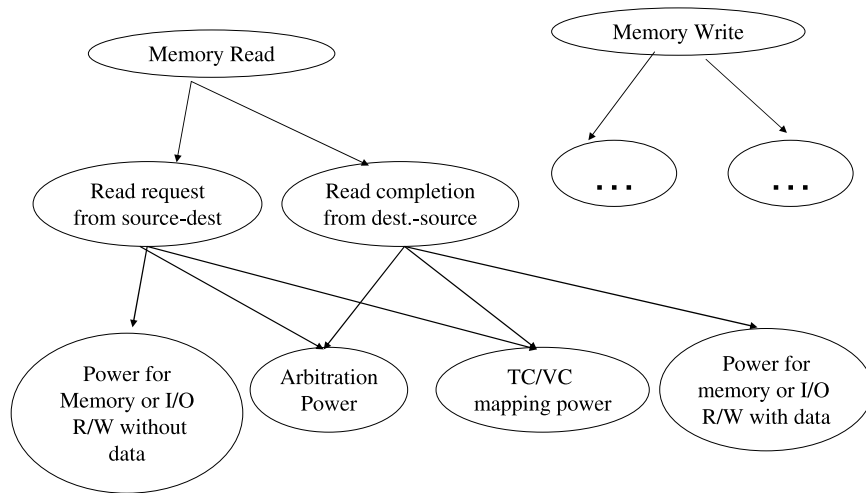 Memory Read
Memory Write
...
...
Read request
from source-dest
Read completion
from dest.-source
Power for
Memory or I/O
R/W without
data
Arbitration
Power
TC/VC
mapping power
Power for
memory or I/O
R/W with data